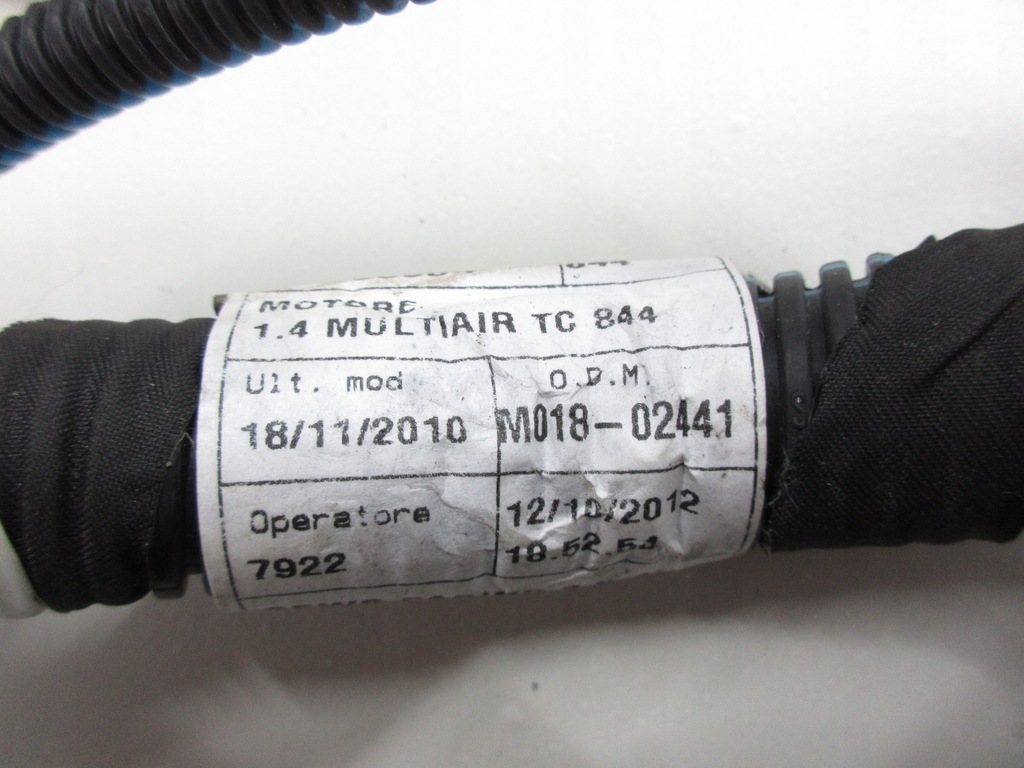 844
MOTORE
1.4 MULTIAIR TC 844
Ult. mod O.D.M.
18/11/2010 M018-02441
Operatore 12/10/2012
7922 18.52.54